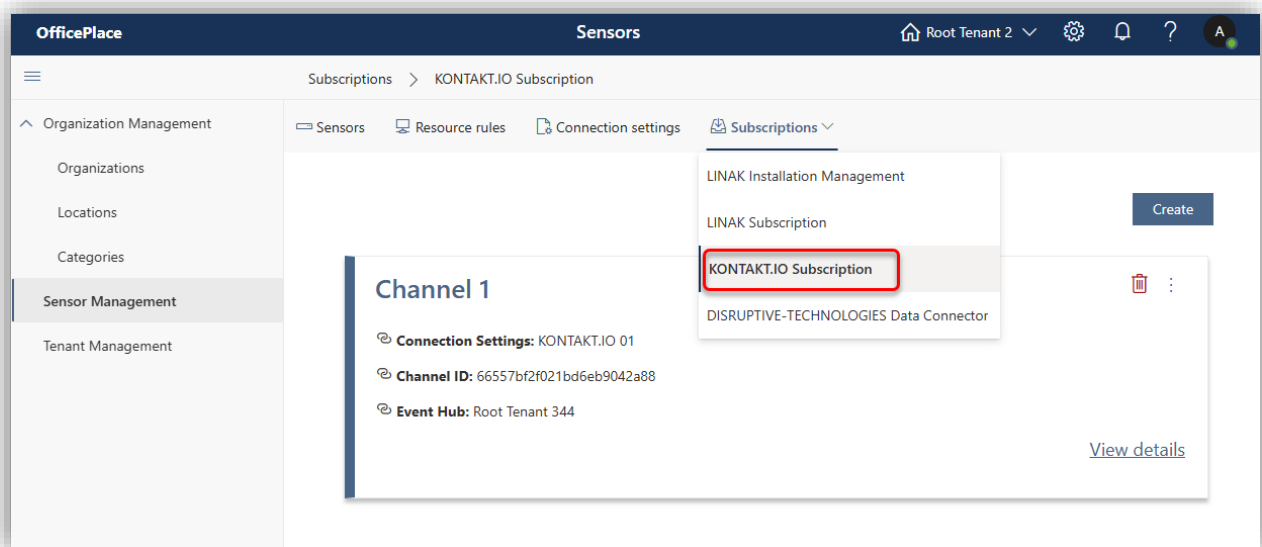 OfficePlace
Sensors
Root Tenant 2
?
A
Subscriptions > KONTAKT.IO Subscription
Organization Management
Organizations
Locations
Categories
Sensor Management
Tenant Management
Sensors
Resource rules
Connection settings
Subscriptions
LINAK Installation Management
LINAK Subscription
KONTAKT.IO Subscription
DISRUPTIVE-TECHNOLOGIES Data Connector
Create
Channel 1
Connection Settings: KONTAKT.IO 01
Channel ID: 66557bf2f021bd6eb9042a88
Event Hub: Root Tenant 344
View details